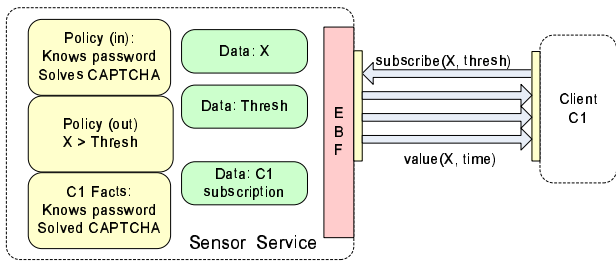 Policy (in):
Knows password
Solves CAPTCHA
Policy (out)
X > Thresh
C1 Facts:
Knows password
Solved CAPTCHA
Data: X
Data: Thresh
Data: C1
subscription
Sensor Service
E
B
F
subscribe(X, thresh)
value(X, time)
Client
C1